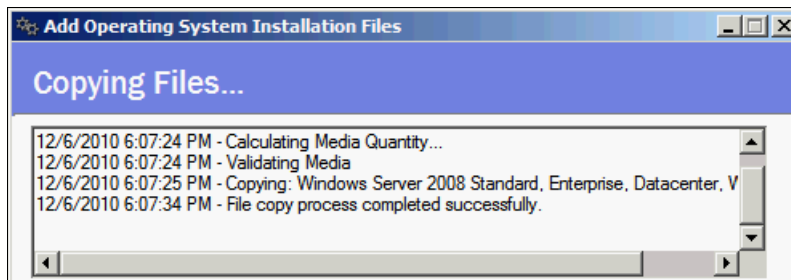 Add Operating System Installation Files
Copying Files...
12/6/2010 6:07:24 PM - Calculating Media Quantity...
12/6/2010 6:07:24 PM - Validating Media
12/6/2010 6:07:25 PM - Copying: Windows Server 2008 Standard, Enterprise, Datacenter, W
12/6/2010 6:07:34 PM - File copy process completed successfully.